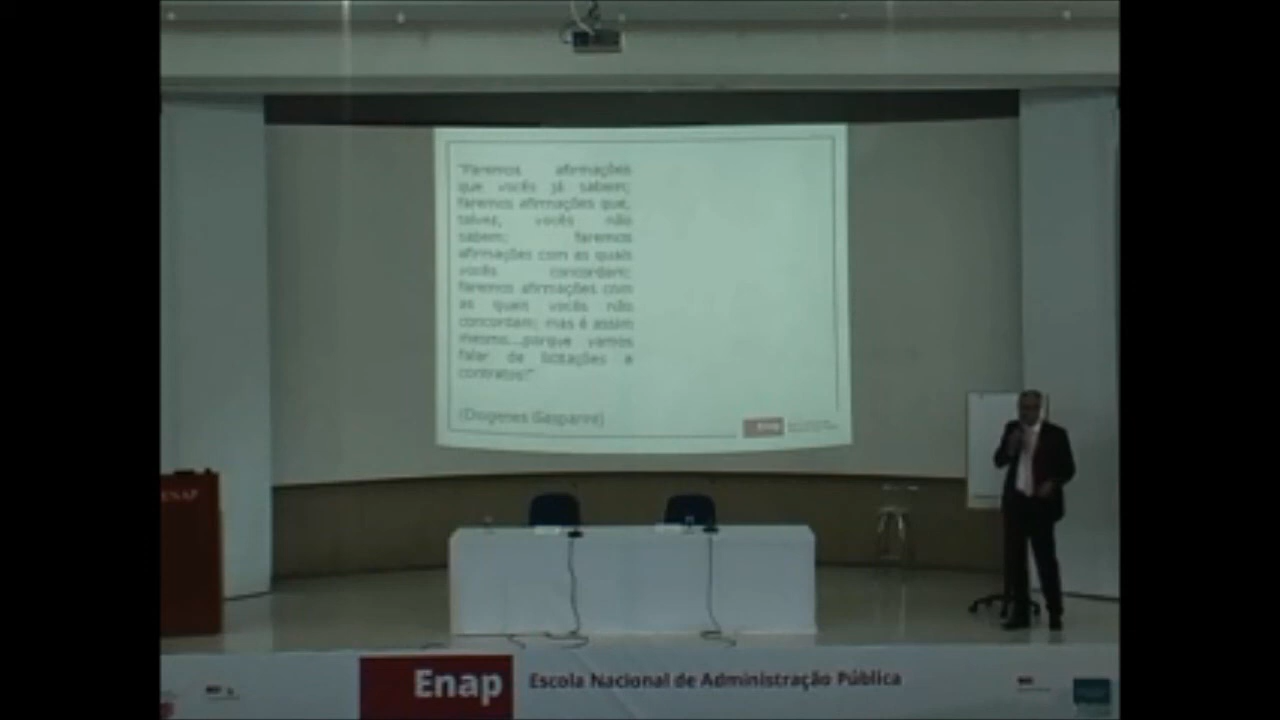 "Faremos afirmações
que vocês já sabem;
faremos afirmações que,
talvez, vocês não
sabem; faremos
afirmações com as quais
vocês concordam;
faremos afirmações com
as quais vocês não
concordam; mas é assim
mesmo...porque vamos
falar de licitações e
contratos!"
(Diogenes Gasparini)
Enap
ENAP
Enap Escola Nacional de Administração Pública